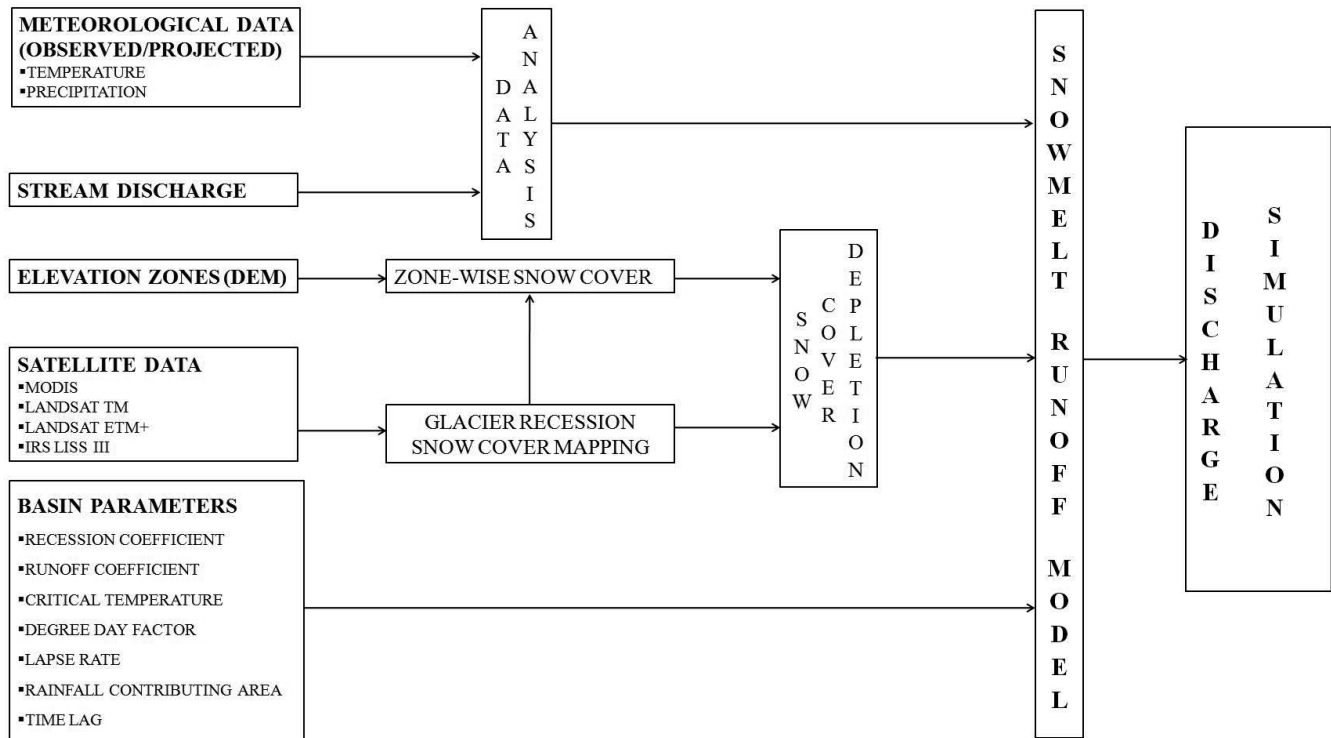 METEOROLOGICAL DATA
(OBSERVED/PROJECTED)
▪TEMPERATURE
▪PRECIPITATION
STREAM DISCHARGE
DATA
ANALYSIS
ELEVATION ZONES (DEM)
ZONE-WISE SNOW COVER
SATELLITE DATA
▪MODIS
▪LANDSAT TM
▪LANDSAT ETM+
▪IRS LISS III
GLACIER RECESSION
SNOW COVER MAPPING
SNOW
COVER
DEPLETION
BASIN PARAMETERS
▪RECESSION COEFFICIENT
▪RUNOFF COEFFICIENT
▪CRITICAL TEMPERATURE
▪DEGREE DAY FACTOR
▪LAPSE RATE
▪RAINFALL CONTRIBUTING AREA
▪TIME LAG
SNOWMELT RUNOFF MODEL
DISCHARGE
SIMULATION